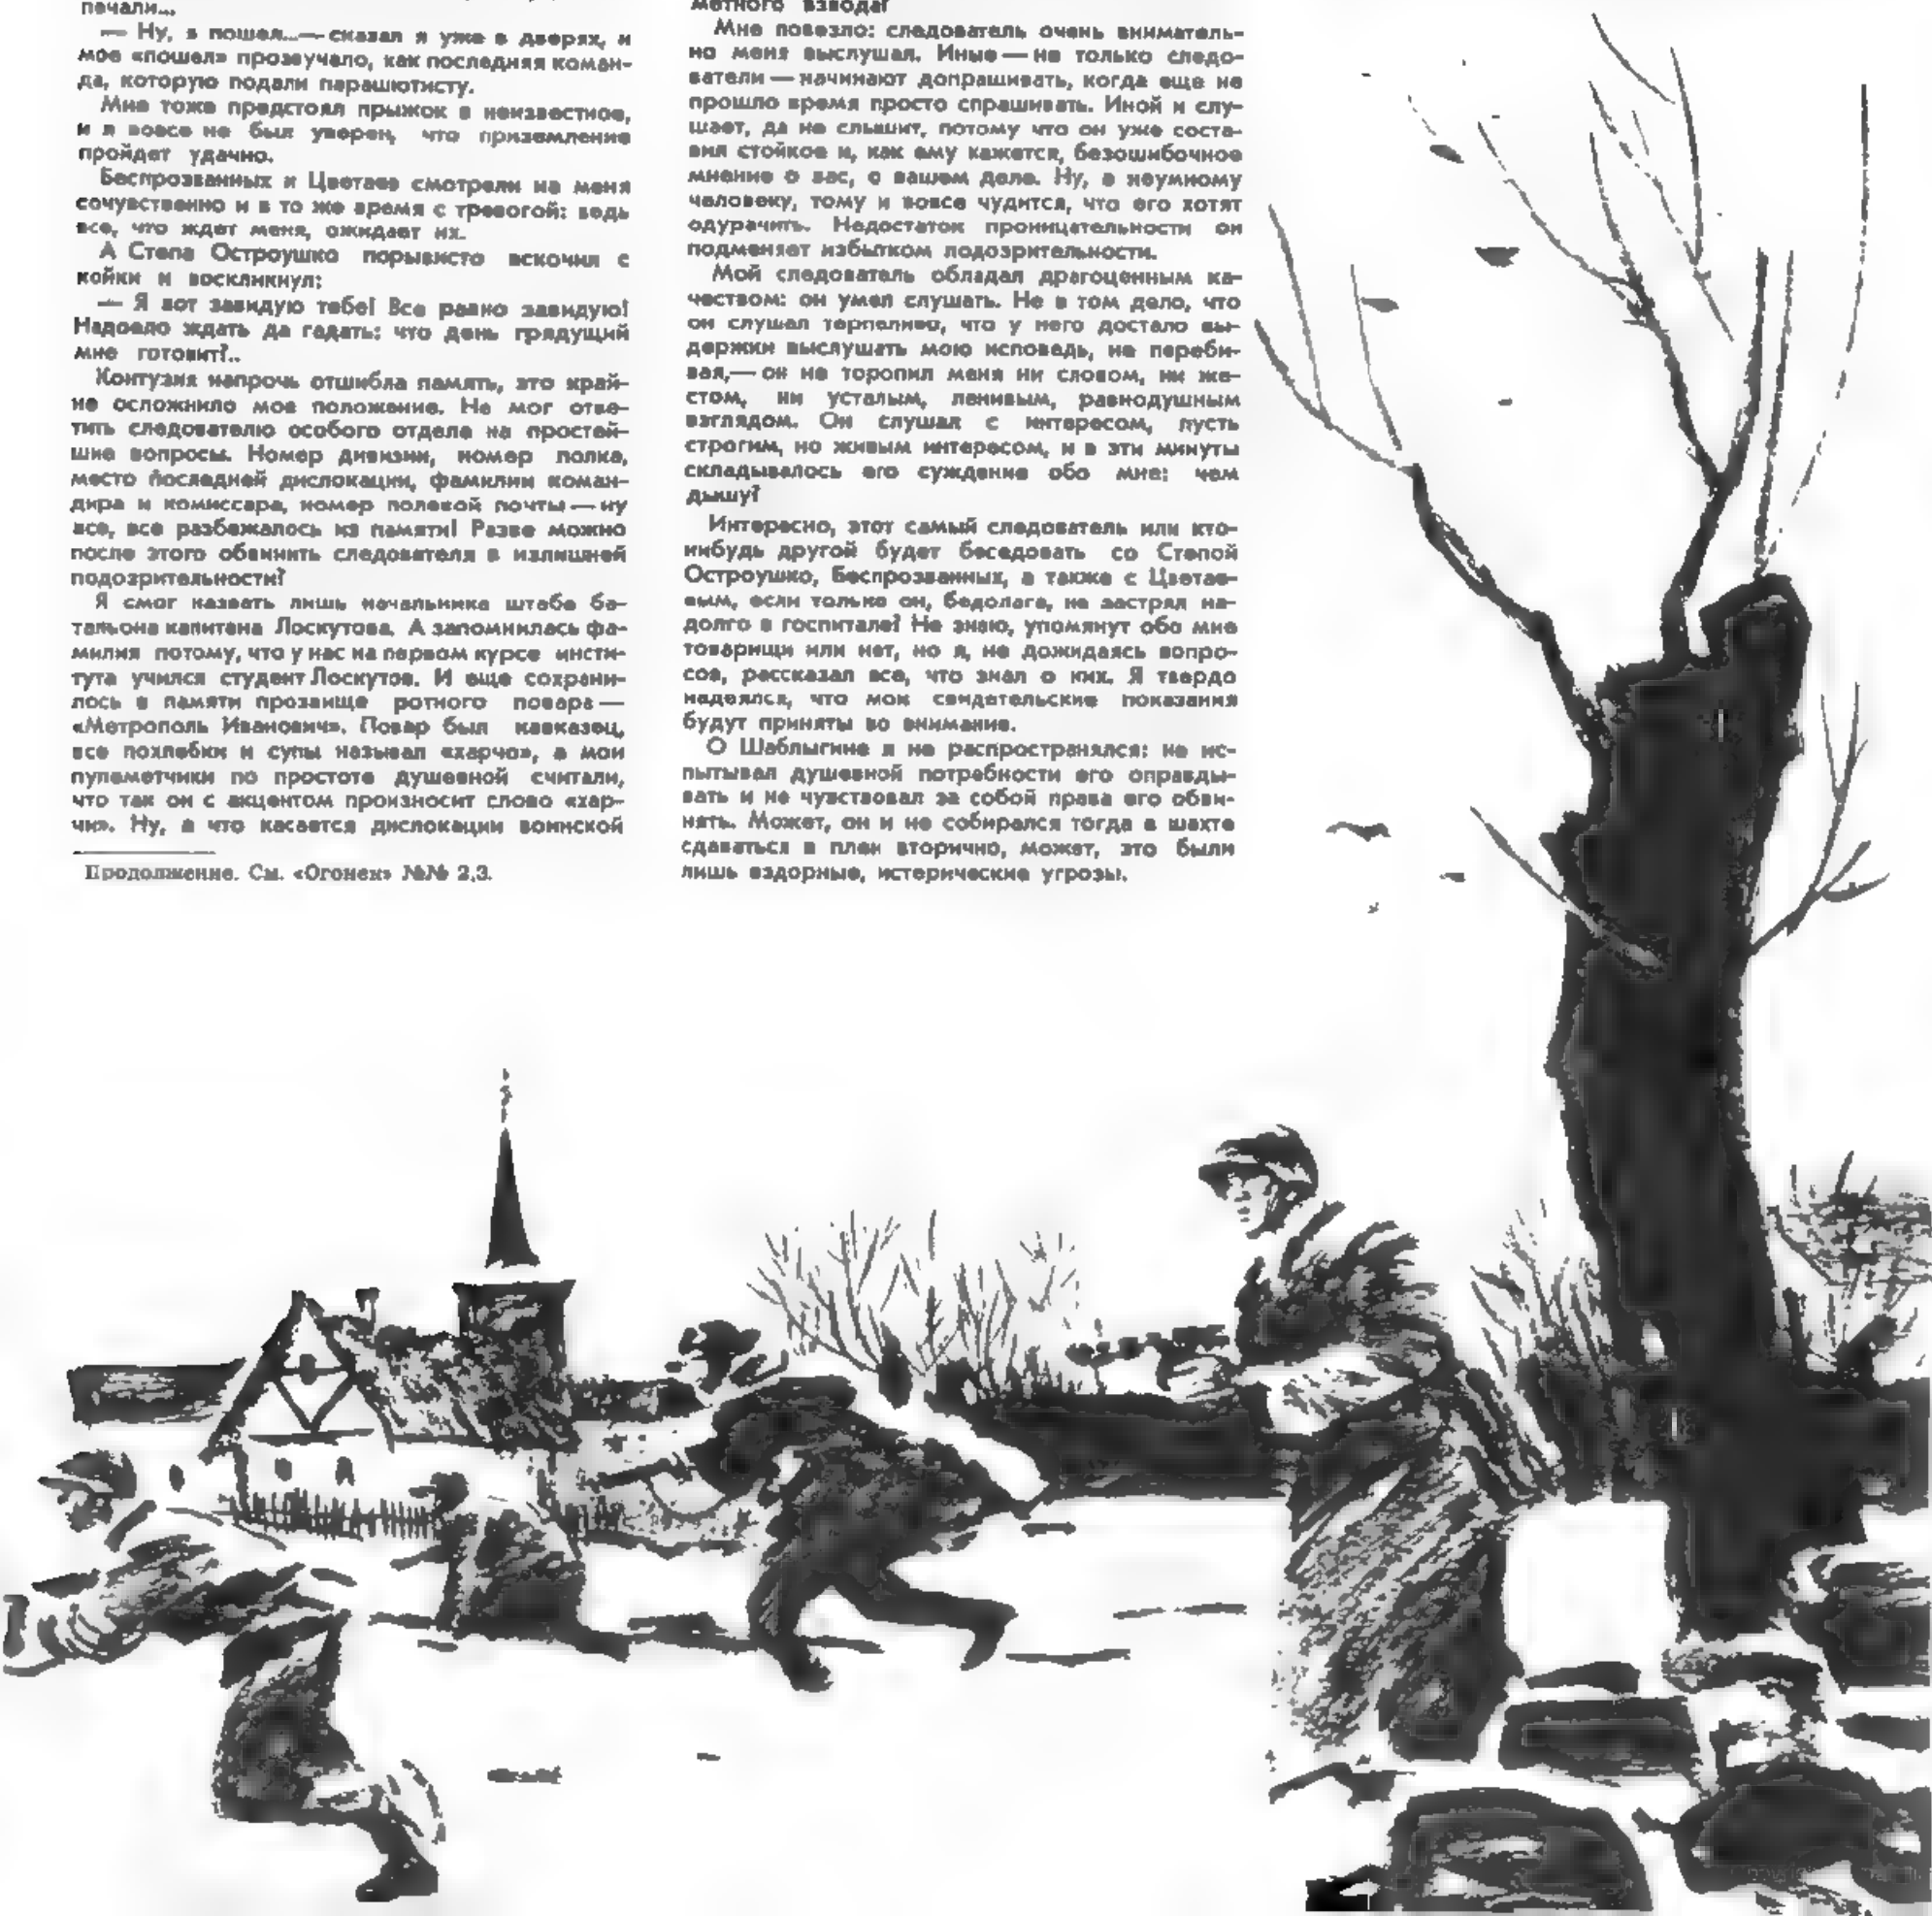 печали...
— Ну, я пошел...— сказал я уже в дверях, и
мое «пошел» прозвучало, как последняя коман-
да, которую подали парашютисту.
Мне тоже предстоял прыжок в неизвестное,
и я вовсе не был уверен, что приземление
пройдет удачно.
Беспрозванных и Цветаев смотрели на меня
сочувственно и в то же время с тревогой: ведь
все, что ждет меня, ожидает их.
А Степа Остроушко порывисто вскочил с
койки и воскликнул:
— Я вот завидую тебе! Все равно завидую!
Надоело ждать да гадать: что день грядущий
мне готовит?..
Контузия напрочь отшибла память, это край-
не осложнило мое положение. Не мог отве-
тить следователю особого отдела на простей-
шие вопросы. Номер дивизии, номер полка,
место последней дислокации, фамилии коман-
дира и комиссара, номер полевой почты — ну
все, все разбежалось из памяти! Разве можно
после этого обвинить следователя в излишней
подозрительности?
Я смог назвать лишь начальника штаба ба-
тальона капитана Лоскутова. А запомнилась фа-
милия потому, что у нас на первом курсе инсти-
тута учился студент Лоскутов. И еще сохрани-
лось в памяти прозвище ротного повара —
«Метрополь Иванович». Повар был кавказец,
все похлебки и супы называл «харчо», а мои
пулеметчики по простоте душевной считали,
что так он с акцентом произносит слово «хар-
чи». Ну, а что касается дислокации воинской
Продолжение. См. «Огонек» №№ 2,3.
метного взвода?
Мне повезло: следователь очень вниматель-
но меня выслушал. Иные — не только следо-
ватели — начинают допрашивать, когда еще не
прошло время просто спрашивать. Иной и слу-
шает, да не слышит, потому что он уже соста-
вил стойкое и, как ему кажется, безошибочное
мнение о вас, о вашем деле. Ну, а неумному
человеку, тому и вовсе чудится, что его хотят
одурачить. Недостаток проницательности он
подменяет избытком подозрительности.
Мой следователь обладал драгоценным ка-
чеством: он умел слушать. Не в том дело, что
он слушал терпеливо, что у него достало вы-
держки выслушать мою исповедь, не переби-
вая,— он не торопил меня ни словом, ни же-
стом, ни усталым, ленивым, равнодушным
взглядом. Он слушал с интересом, пусть
строгим, но живым интересом, и в эти минуты
складывалось его суждение обо мне: чем
дышу?
Интересно, этот самый следователь или кто-
нибудь другой будет беседовать со Степой
Остроушко, Беспрозванных, а также с Цветае-
вым, если только он, бедолага, не застрял на-
долго в госпитале? Не знаю, упомянут обо мне
товарищи или нет, но я, не дожидаясь вопро-
сов, рассказал все, что знал о них. Я твердо
надеялся, что мои свидетельские показания
будут приняты во внимание.
О Шаблыгине я не распространялся: не ис-
пытывал душевной потребности его оправды-
вать и не чувствовал за собой права его обви-
нять. Может, он и не собирался тогда в шахте
сдаваться в плен вторично, может, это были
лишь вздорные, истерические угрозы.